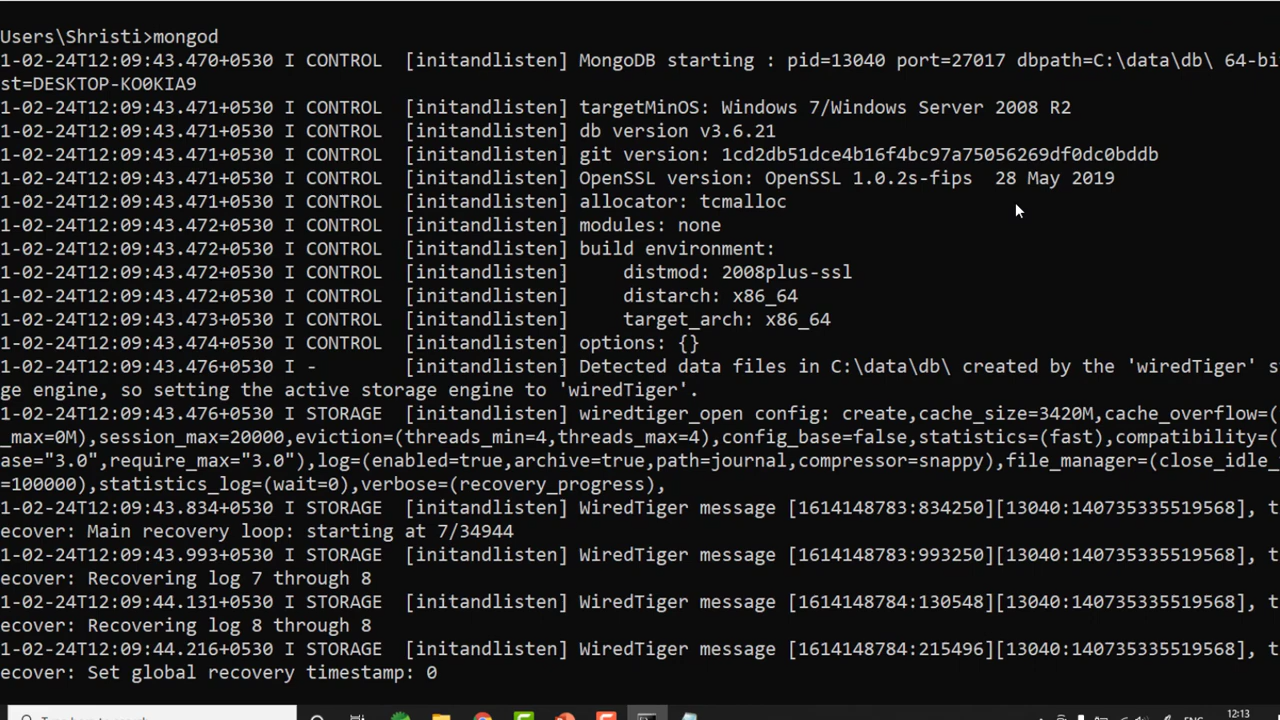 Users\Shristi>mongod
1-02-24T12:09:43.470+0530 I CONTROL  [initandlisten] MongoDB starting : pid=13040 port=27017 dbpath=C:\data\db\ 64-bi
st=DESKTOP-KO0KIA9
1-02-24T12:09:43.471+0530 I CONTROL  [initandlisten] targetMinOS: Windows 7/Windows Server 2008 R2
1-02-24T12:09:43.471+0530 I CONTROL  [initandlisten] db version v3.6.21
1-02-24T12:09:43.471+0530 I CONTROL  [initandlisten] git version: 1cd2db51dce4b16f4bc97a75056269df0dc0bddb
1-02-24T12:09:43.471+0530 I CONTROL  [initandlisten] OpenSSL version: OpenSSL 1.0.2s-fips  28 May 2019
1-02-24T12:09:43.471+0530 I CONTROL  [initandlisten] allocator: tcmalloc
1-02-24T12:09:43.472+0530 I CONTROL  [initandlisten] modules: none
1-02-24T12:09:43.472+0530 I CONTROL  [initandlisten] build environment:
1-02-24T12:09:43.472+0530 I CONTROL  [initandlisten]     distmod: 2008plus-ssl
1-02-24T12:09:43.472+0530 I CONTROL  [initandlisten]     distarch: x86_64
1-02-24T12:09:43.473+0530 I CONTROL  [initandlisten]     target_arch: x86_64
1-02-24T12:09:43.474+0530 I CONTROL  [initandlisten] options: {}
1-02-24T12:09:43.476+0530 I -        [initandlisten] Detected data files in C:\data\db\ created by the 'wiredTiger' s
ge engine, so setting the active storage engine to 'wiredTiger'.
1-02-24T12:09:43.476+0530 I STORAGE  [initandlisten] wiredtiger_open config: create,cache_size=3420M,cache_overflow=(
_max=0M),session_max=20000,eviction=(threads_min=4,threads_max=4),config_base=false,statistics=(fast),compatibility=(
ase="3.0",require_max="3.0"),log=(enabled=true,archive=true,path=journal,compressor=snappy),file_manager=(close_idle_
=100000),statistics_log=(wait=0),verbose=(recovery_progress),
1-02-24T12:09:43.834+0530 I STORAGE  [initandlisten] WiredTiger message [1614148783:834250][13040:140735335519568], t
ecover: Main recovery loop: starting at 7/34944
1-02-24T12:09:43.993+0530 I STORAGE  [initandlisten] WiredTiger message [1614148783:993250][13040:140735335519568], t
ecover: Recovering log 7 through 8
1-02-24T12:09:44.131+0530 I STORAGE  [initandlisten] WiredTiger message [1614148784:130548][13040:140735335519568], t
ecover: Recovering log 8 through 8
1-02-24T12:09:44.216+0530 I STORAGE  [initandlisten] WiredTiger message [1614148784:215496][13040:140735335519568], t
ecover: Set global recovery timestamp: 0
12:13